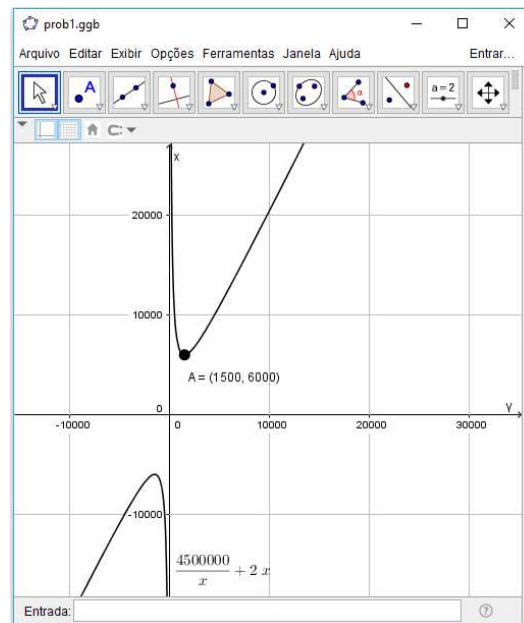 prob1.ggb
Arquivo Editar Exibir Opções Ferramentas Janela Ajuda Entrar...
A
α
a = 2
x
20000
10000
A = (1500, 6000)
0
y
-10000 0 10000 20000 30000
-10000
4500000/x + 2 x
Entrada: